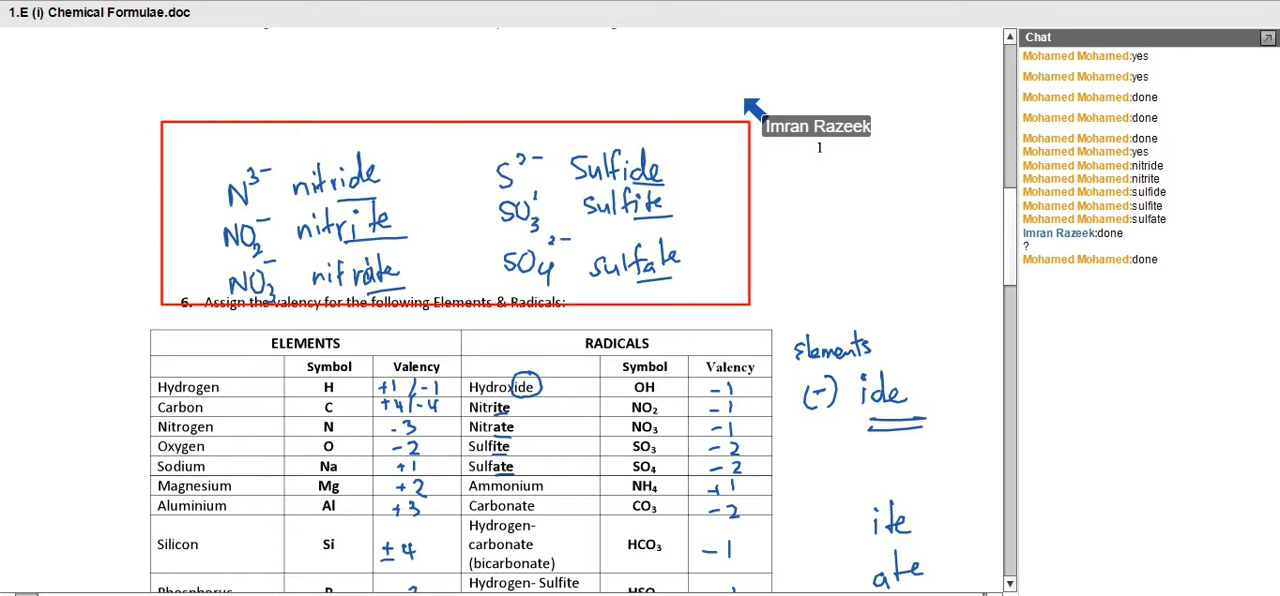 1.E (i) Chemical Formulae.doc
Chat
Mohamed Mohamed:yes
Mohamed Mohamed:yes
Mohamed Mohamed:done
Mohamed Mohamed:done
Mohamed Mohamed:done
Mohamed Mohamed:yes
Mohamed Mohamed:nitride
Mohamed Mohamed:nitrite
Mohamed Mohamed:sulfide
Mohamed Mohamed:sulfite
Mohamed Mohamed:sulfate
Imran Razeek:done
?
Mohamed Mohamed:done
Imran Razeek
1
N³⁻ nitride S²⁻ Sulfide
NO₂⁻ nitrite SO₃ sulfite
NO₃⁻ nitrate SO₄²⁻ sulfate
6. Assign the valency for the following Elements & Radicals:
ELEMENTS RADICALS
Symbol Valency Symbol Valency
Hydrogen H +1 / -1 Hydroxide OH -1
Carbon C +4/-4 Nitrite NO₂ -1
Nitrogen N -3 Nitrate NO₃ -1
Oxygen O -2 Sulfite SO₃ -2
Sodium Na +1 Sulfate SO₄ -2
Magnesium Mg +2 Ammonium NH₄ +1
Aluminium Al +3 Carbonate CO₃ -2
Silicon Si ±4 Hydrogen-
carbonate HCO₃ -1
(bicarbonate)
Hydrogen- Sulfite
Elements
(-) ide
ite
ate